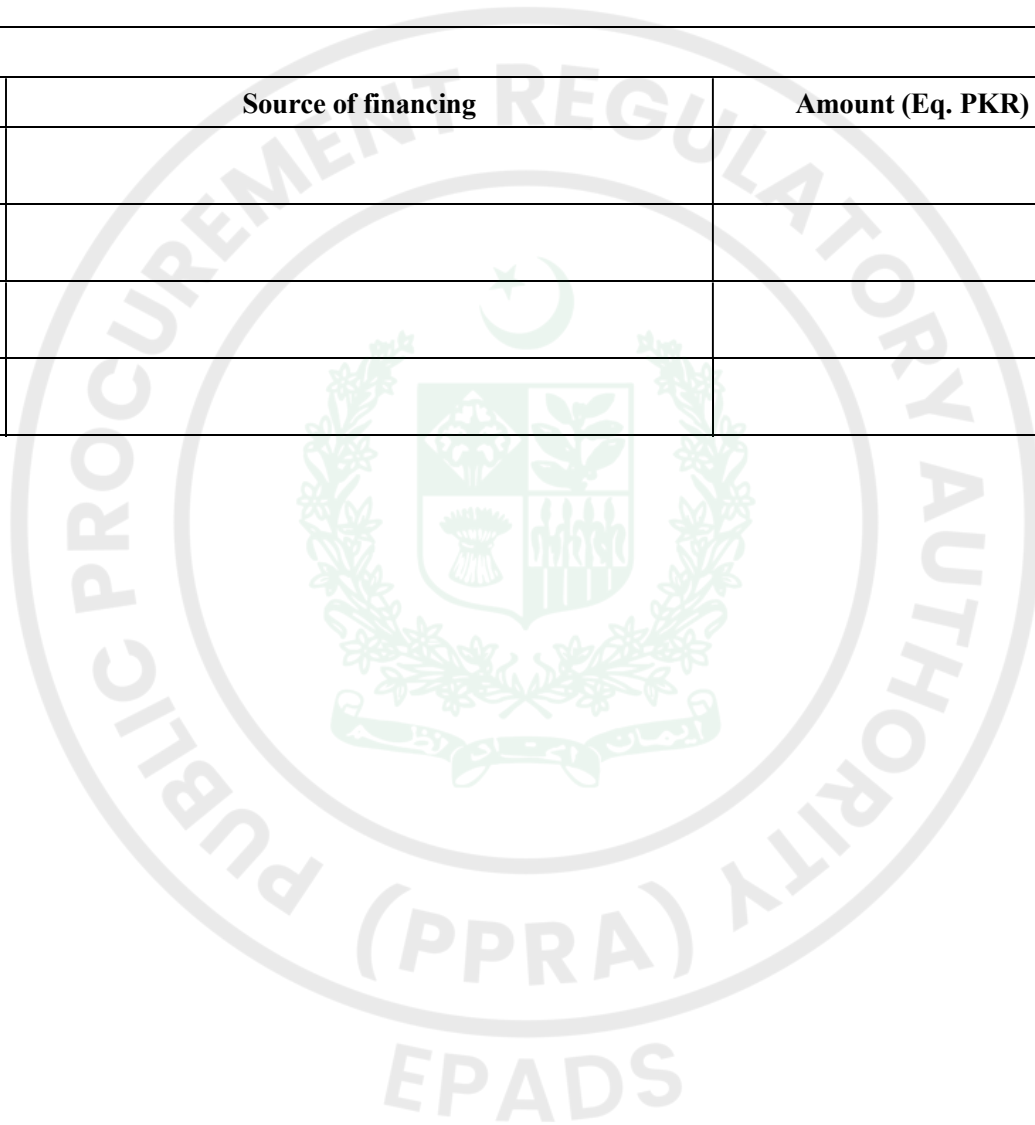 Source of financing Amount (Eq. PKR)
PUBLIC PROCUREMENT REGULATORY AUTHORITY
(PPRA)
EPADS